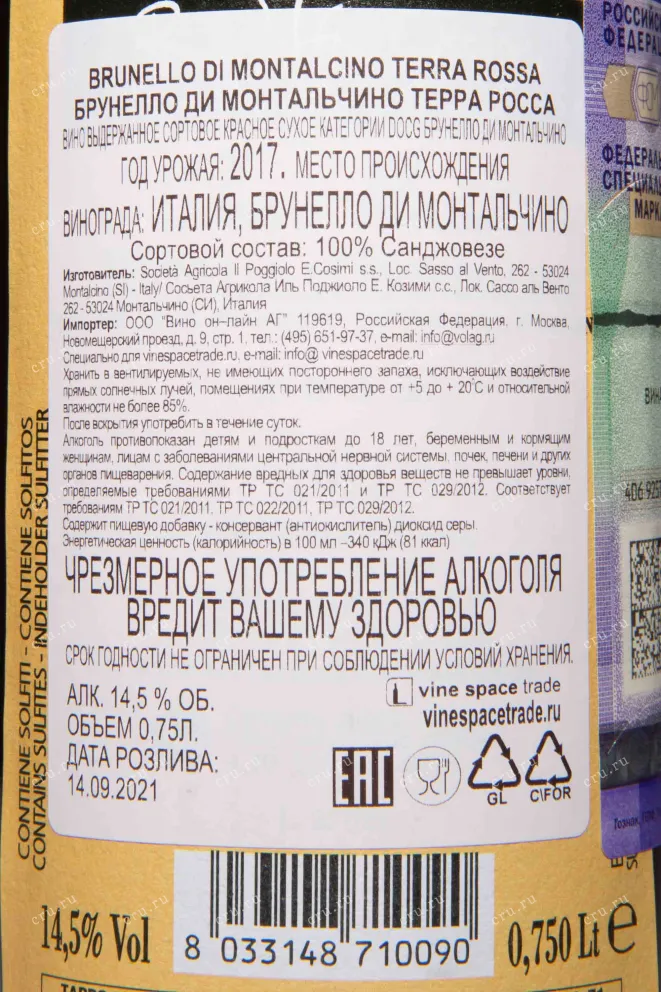 BRUNELLO DI MONTALCINO TERRA ROSSA
БРУНЕЛЛО ДИ МОНТАЛЬЧИНО ТЕРРА РОССА
ВИНО ВЫДЕРЖАННОЕ СОРТОВОЕ КРАСНОЕ СУХОЕ КАТЕГОРИИ DOCG БРУНЕЛЛО ДИ МОНТАЛЬЧИНО
ГОД УРОЖАЯ: 2017. МЕСТО ПРОИСХОЖДЕНИЯ
ВИНОГРАДА: ИТАЛИЯ, БРУНЕЛЛО ДИ МОНТАЛЬЧИНО
Сортовой состав: 100% Санджовезе
Изготовитель: Società Agricola Il Poggiolo E.Cosimi s.s., Loc. Sasso al Vento, 262 - 53024
Montalcino (SI) - Italy/ Сосьета Агрикола Иль Поджиоло Е. Козими с.с., Лок. Сассо аль Венто
262 - 53024 Монтальчино (СИ), Италия
Импортер: ООО "Вино он–лайн АГ" 119619, Российская Федерация, г. Москва,
Новомещерский проезд, д. 9, стр. 1, тел.: (495) 651-97-37, e-mail: info@volag.ru
Специально для vinespacetrade.ru, e-mail: info@ vinespacetrade.ru
Хранить в вентилируемых, не имеющих постороннего запаха, исключающих воздействие
прямых солнечных лучей, помещениях при температуре от +5 до + 20°С и относительной
влажности не более 85%.
После вскрытия употребить в течение суток.
Алкоголь противопоказан детям и подросткам до 18 лет, беременным и кормящим
женщинам, лицам с заболеваниями центральной нервной системы, почек, печени и других
органов пищеварения. Содержание вредных для здоровья веществ не превышает уровни,
определяемые требованиями ТР ТС 021/2011 и ТР ТС 029/2012. Соответствует
требованиям ТР ТС 021/2011, ТР ТС 022/2011, ТР ТС 029/2012.
Содержит пищевую добавку - консервант (антиокислитель) диоксид серы.
Энергетическая ценность (калорийность) в 100 мл –340 кДж (81 ккал)
ЧРЕЗМЕРНОЕ УПОТРЕБЛЕНИЕ АЛКОГОЛЯ
ВРЕДИТ ВАШЕМУ ЗДОРОВЬЮ
СРОК ГОДНОСТИ НЕ ОГРАНИЧЕН ПРИ СОБЛЮДЕНИИ УСЛОВИЙ ХРАНЕНИЯ.
АЛК. 14,5 % ОБ.
ОБЪЕМ 0,75Л.
ДАТА РОЗЛИВА:
14.09.2021
vine space trade
vinespacetrade.ru
EAC
GL
C\FOR
CONTIENE SOLFITI - CONTIENE SOLFITOS
CONTAINS SULFITES - INDEHOLDER SULFITTER
14,5% Vol
8 033148 710090
0,750 Lt e